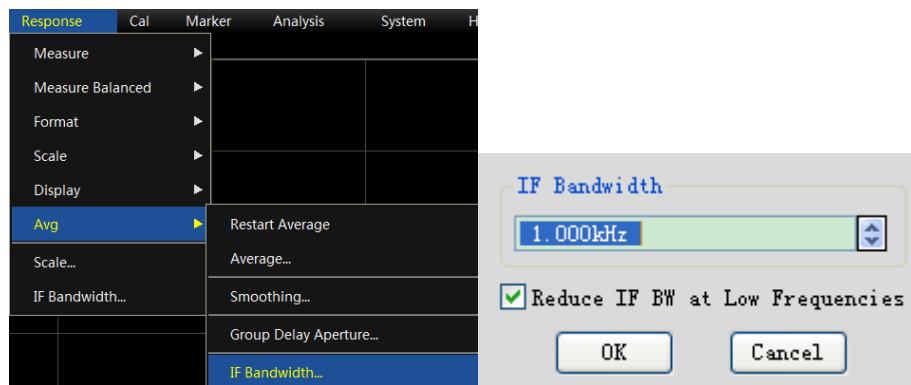 Response Cal Marker Analysis System H
Measure
Measure Balanced
Format
Scale
Display
Avg
Scale...
IF Bandwidth...
Restart Average
Average...
Smoothing...
Group Delay Aperture...
IF Bandwidth...
IF Bandwidth
1.000kHz
Reduce IF BW at Low Frequencies
OK Cancel